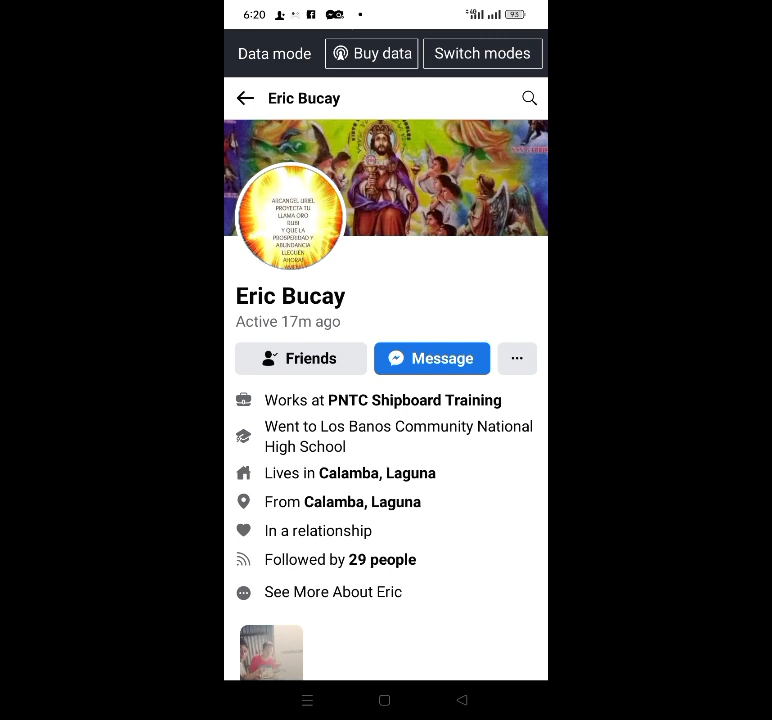 6:20
4G
93
Data mode
Buy data
Switch modes
Eric Bucay
ARCANGEL URIEL
PROYECTA TU
LLAMA ORO
RUBI
Y QUE LA
PROSPERIDAD Y
ABUNDANCIA
LLEGUEN
AHORA!!
Eric Bucay
Active 17m ago
Friends
Message
Works at PNTC Shipboard Training
Went to Los Banos Community National
High School
Lives in Calamba, Laguna
From Calamba, Laguna
In a relationship
Followed by 29 people
See More About Eric